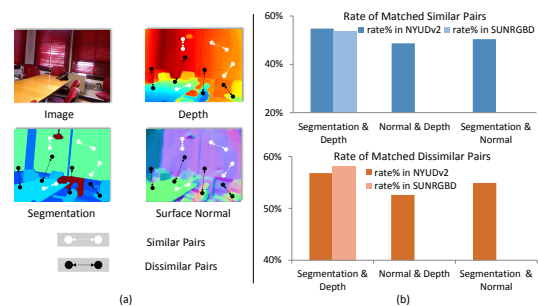 (a)
Image
Depth
Segmentation
Surface Normal
Similar Pairs
Dissimilar Pairs
(b)
Rate of Matched Similar Pairs
rate% in NYUDv2
rate% in SUNRGBD
60%
40%
20%
Segmentation &
Depth
Normal & Depth
Segmentation &
Normal
Rate of Matched Dissimilar Pairs
rate% in NYUDv2
rate% in SUNRGBD
60%
50%
40%
Segmentation &
Depth
Normal & Depth
Segmentation
& Normal